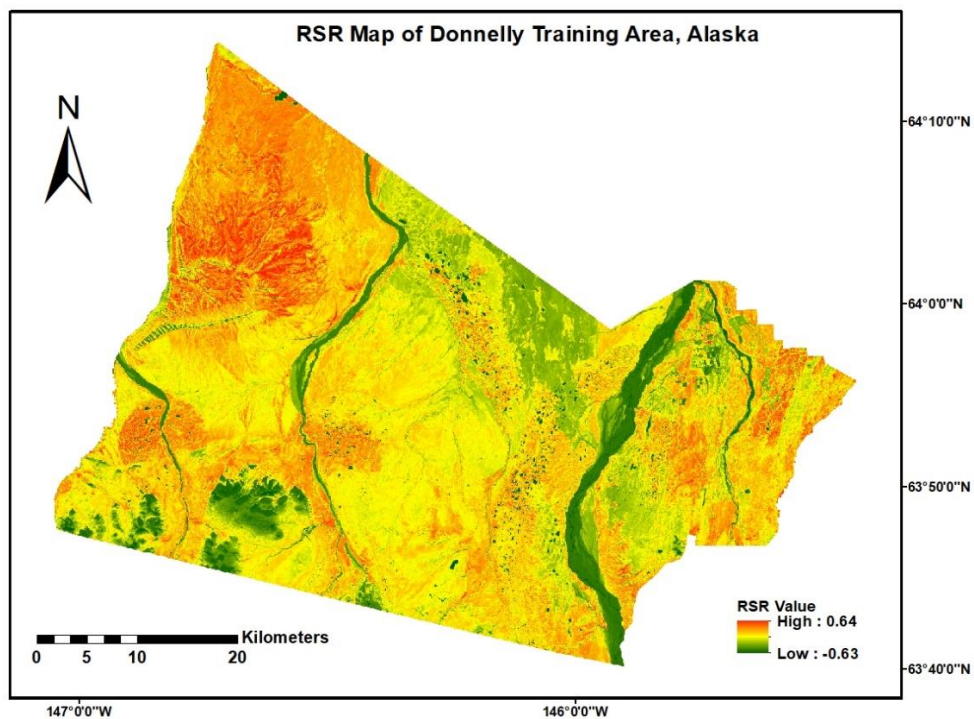 RSR Map of Donnelly Training Area, Alaska
N
64°10'0"N
64°0'0"N
63°50'0"N
RSR Value
High : 0.64
Low : -0.63
Kilometers
0 5 10 20
63°40'0"N
147°0'0"W 146°0'0"W